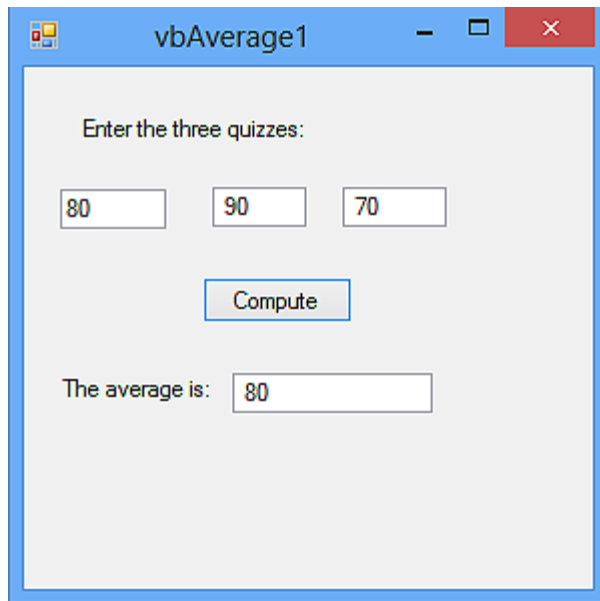 vbAverage1
Enter the three quizzes:
80 90 70
Compute
The average is: 80